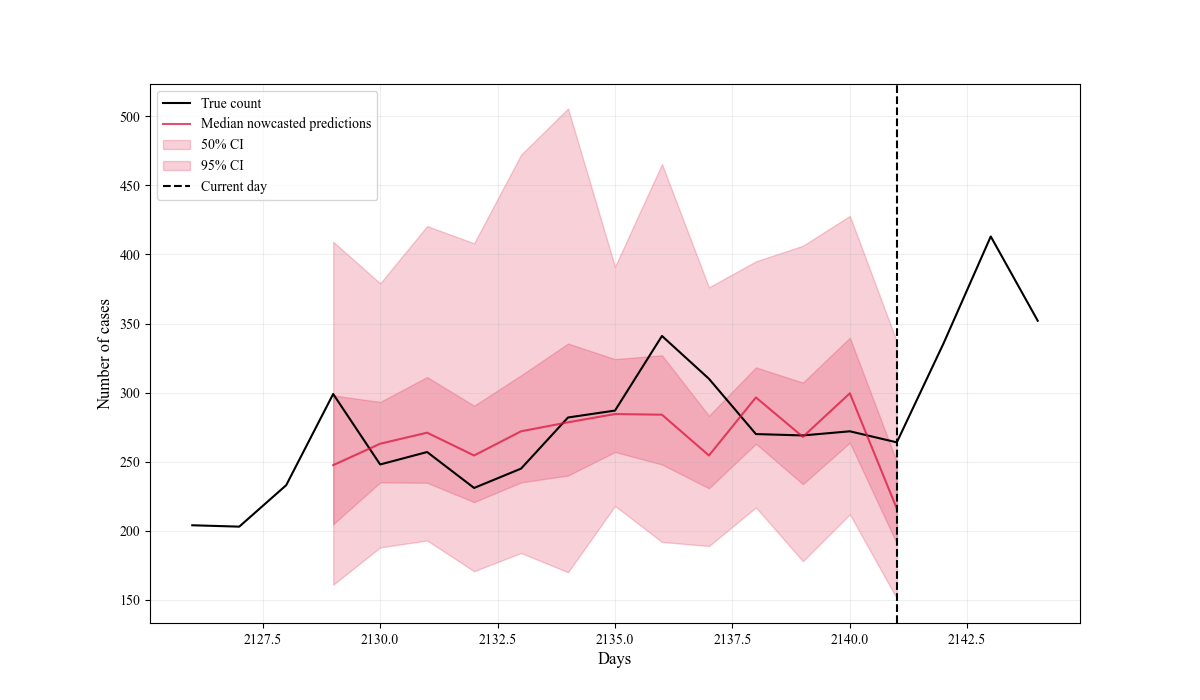 True count
Median nowcasted predictions
50% CI
95% CI
Current day
500
450
400
350
300
250
200
150
Number of cases
2127.5 2130.0 2132.5 2135.0 2137.5 2140.0 2142.5
Days